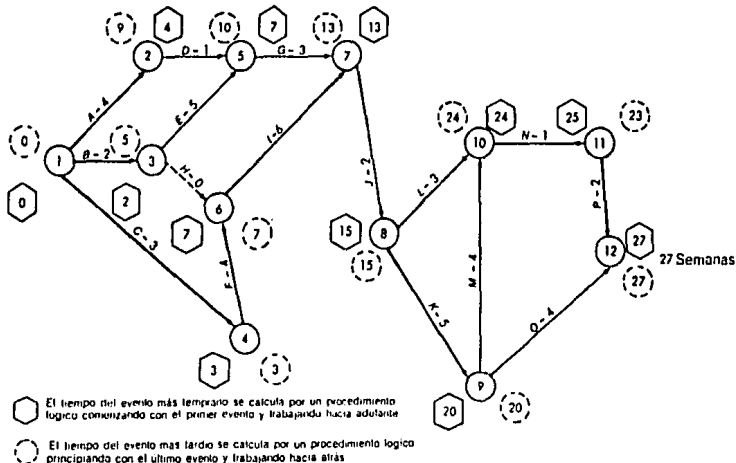 9
4
10
7
13
13
2
D-1
5
G-3
7
A-4
E-5
I-6
0
1
B-2
5
3
H-0
24
24
25
23
10
N-1
11
0
2
7
6
7
C-3
F-4
J-2
L-3
M-4
P-2
15
8
15
27
12
27
27 Semanas
K-5
O-4
4
3
3
9
20
20
El tiempo del evento más temprano se calcula por un procedimiento
logico comenzando con el primer evento y trabajando hacia adelante
El tiempo del evento mas tardio se calcula por un procedimiento logico
principiando con el último evento y trabajando hacia atrás